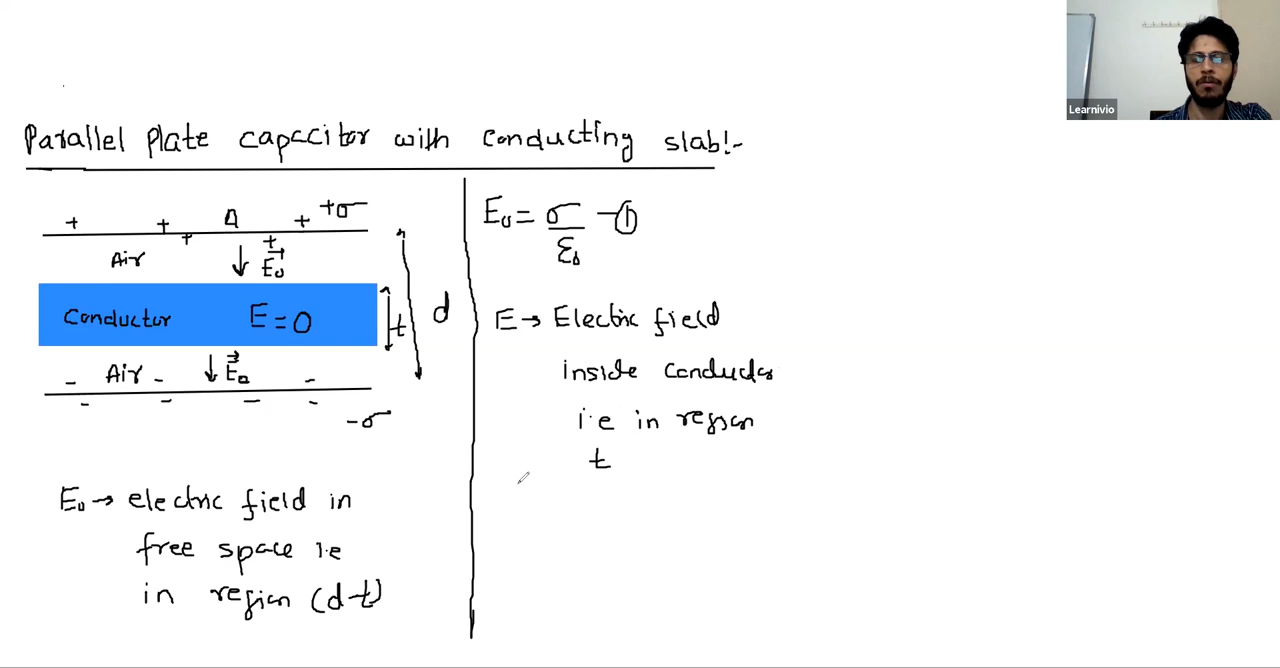 Learnivio
Parallel Plate capacitor with conducting slab!-
+ + A + +σ
+ +
Air E₀
Conductor E = 0
t
d
- Air - E₀ -
- - - -
-σ
E₀ → electric field in
free space i.e
in region (d-t)
E₀ = σ/ε₀ -①
E → Electric field
inside conductor
i.e in region
t